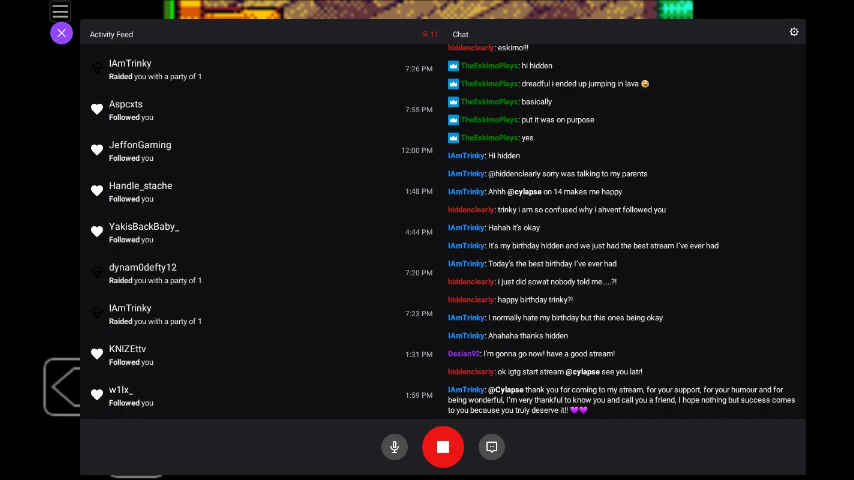 Activity Feed
11
IAmTrinky
Raided you with a party of 1
7:26 PM
Aspcxts
Followed you
7:55 PM
JeffonGaming
Followed you
12:00 PM
Handle_stache
Followed you
1:48 PM
YakisBackBaby_
Followed you
4:44 PM
dynam0defty12
Raided you with a party of 1
7:20 PM
IAmTrinky
Raided you with a party of 1
7:23 PM
KNIZEttv
Followed you
1:31 PM
w1lx_
Followed you
1:59 PM
Chat
hiddenclearly: eskimo!!!
TheEskimoPlays: hi hidden
TheEskimoPlays: dreadful i ended up jumping in lava
TheEskimoPlays: basically
TheEskimoPlays: put it was on purpose
TheEskimoPlays: yes
IAmTrinky: Hi hidden
IAmTrinky: @hiddenclearly sorry was talking to my parents
IAmTrinky: Ahhh @cylapse on 14 makes me happy
hiddenclearly: trinky i am so confused why i ahvent followed you
IAmTrinky: Hahah it's okay
IAmTrinky: It's my birthday hidden and we just had the best stream I've ever had
IAmTrinky: Today's the best birthday I've ever had
hiddenclearly: i just did sowat nobody told me....?!
hiddenclearly: happy birthday trinky?!
IAmTrinky: I normally hate my birthday but this ones being okay
IAmTrinky: Ahahaha thanks hidden
Desian92: I'm gonna go now! have a good stream!
hiddenclearly: ok igtg start stream @cylapse see you latr!
IAmTrinky: @Cylapse thank you for coming to my stream, for your support, for your humour and for
being wonderful, I'm very thankful to know you and call you a friend, I hope nothing but success comes
to you because you truly deserve it!!